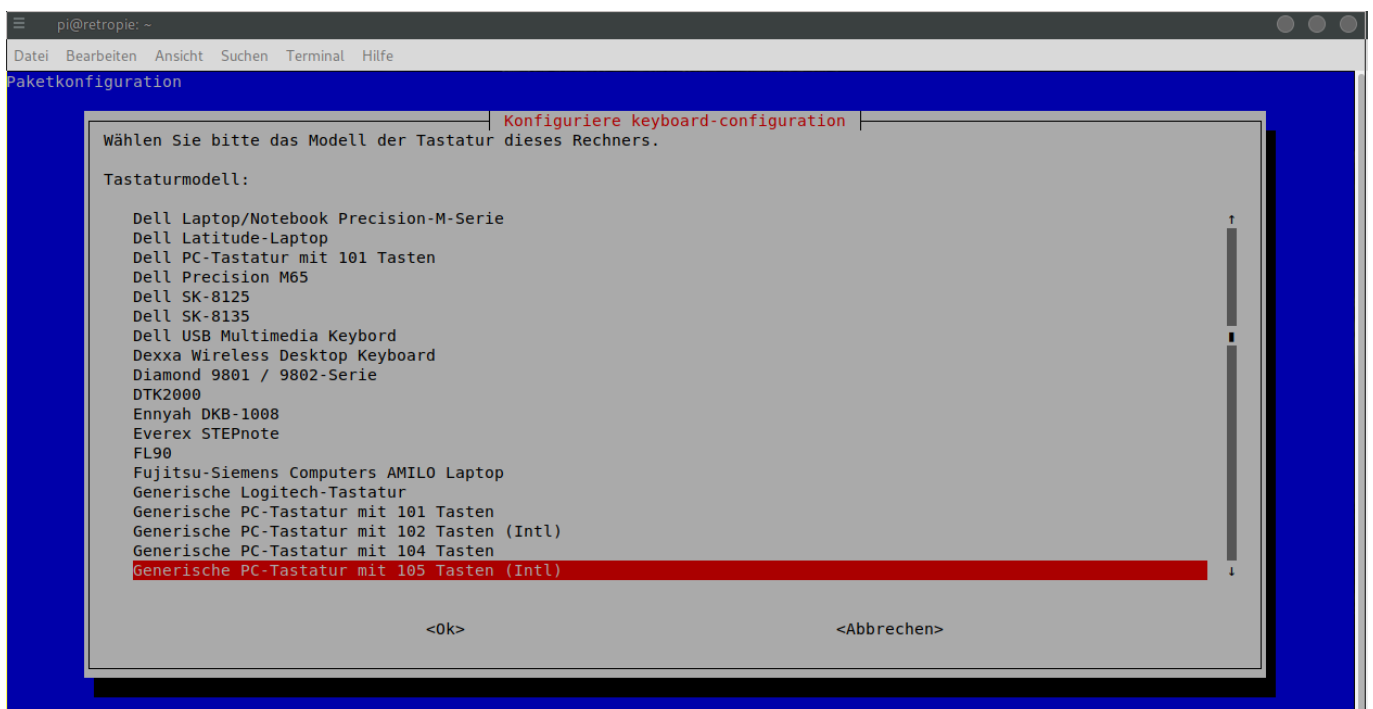 pi@retropie: ~
Datei Bearbeiten Ansicht Suchen Terminal Hilfe
Paketkonfiguration
Konfiguriere keyboard-configuration
Wählen Sie bitte das Modell der Tastatur dieses Rechners.
Tastaturmodell:
Dell Laptop/Notebook Precision-M-Serie
Dell Latitude-Laptop
Dell PC-Tastatur mit 101 Tasten
Dell Precision M65
Dell SK-8125
Dell SK-8135
Dell USB Multimedia Keybord
Dexxa Wireless Desktop Keyboard
Diamond 9801 / 9802-Serie
DTK2000
Ennyah DKB-1008
Everex STEPnote
FL90
Fujitsu-Siemens Computers AMILO Laptop
Generische Logitech-Tastatur
Generische PC-Tastatur mit 101 Tasten
Generische PC-Tastatur mit 102 Tasten (Intl)
Generische PC-Tastatur mit 104 Tasten
Generische PC-Tastatur mit 105 Tasten (Intl)
<Ok> <Abbrechen>